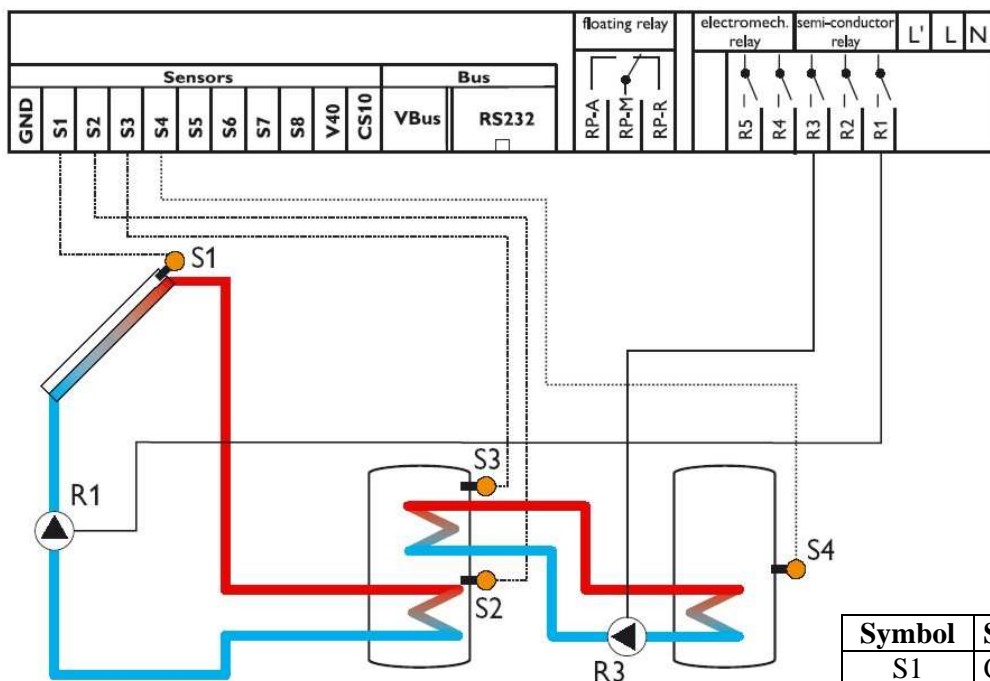 floating relay
electromech. relay
semi-conductor relay
L' L N
Sensors
Bus
GND S1 S2 S3 S4 S5 S6 S7 S8 V40 CS10
VBus
RS232
RP-A RP-M RP-R
R5 R4 R3 R2 R1
S1
S3
R1
S4
S2
R3
Symbol S
S1